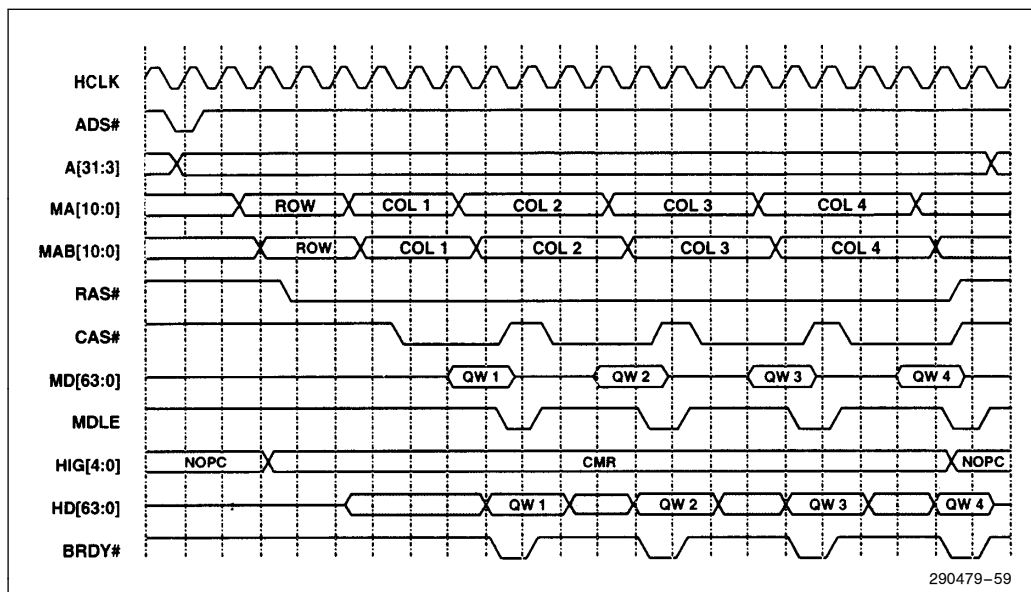 HCLK
ADS#
A[31:3]
MA[10:0] ROW COL 1 COL 2 COL 3 COL 4
MAB[10:0] ROW COL 1 COL 2 COL 3 COL 4
RAS#
CAS#
MD[63:0] QW 1 QW 2 QW 3 QW 4
MDLE
HIG[4:0] NOPC CMR NOPC
HD[63:0] QW 1 QW 2 QW 3 QW 4
BRDY#
290479-59